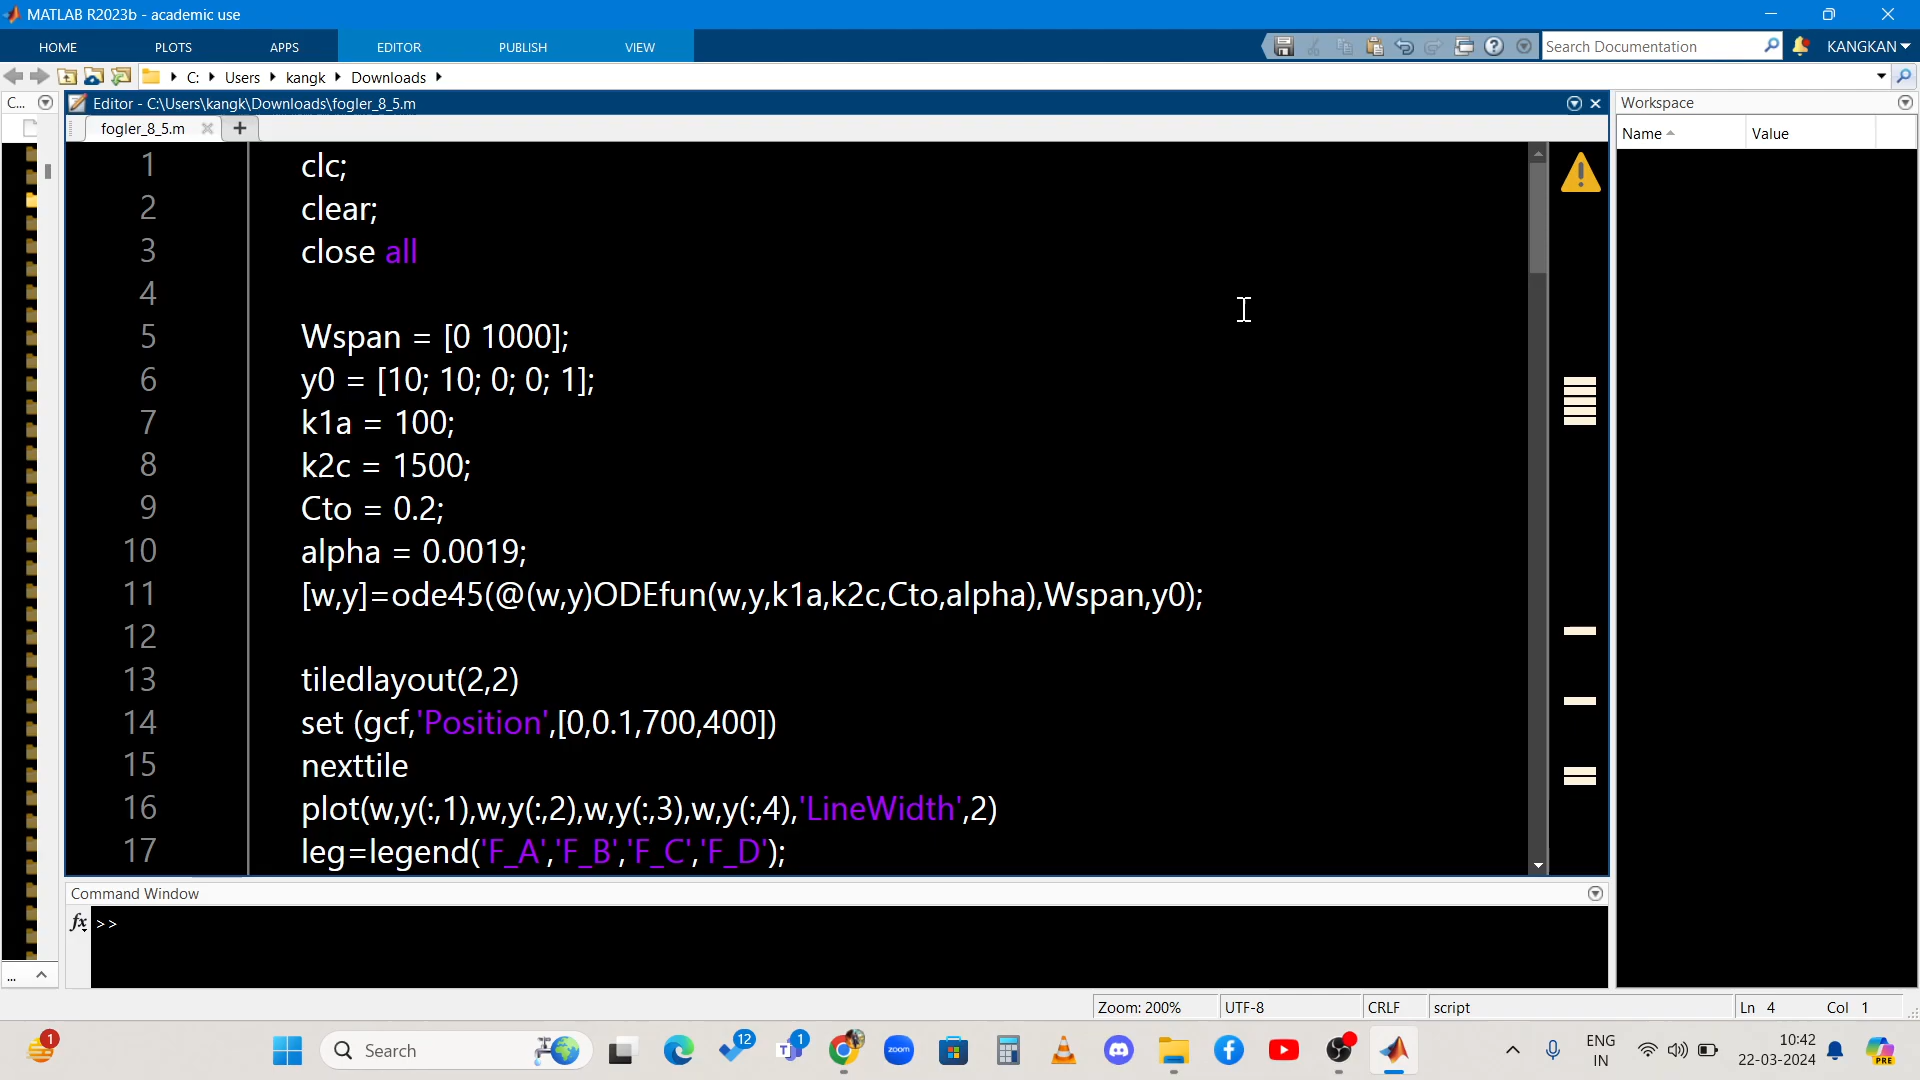 MATLAB R2023b - academic use
HOME PLOTS APPS EDITOR PUBLISH VIEW Search Documentation KANGKAN
C: Users kangk Downloads
C... Editor - C:\Users\kangk\Downloads\fogler_8_5.m Workspace
fogler_8_5.m + Name Value
1 clc;
2 clear;
3 close all
4
5 Wspan = [0 1000];
6 y0 = [10; 10; 0; 0; 1];
7 k1a = 100;
8 k2c = 1500;
9 Cto = 0.2;
10 alpha = 0.0019;
11 [w,y]=ode45(@(w,y)ODEfun(w,y,k1a,k2c,Cto,alpha),Wspan,y0);
12
13 tiledlayout(2,2)
14 set (gcf,'Position',[0,0.1,700,400])
15 nexttile
16 plot(w,y(:,1),w,y(:,2),w,y(:,3),w,y(:,4),'LineWidth',2)
17 leg=legend('F_A','F_B','F_C','F_D');
Command Window
fx >>
...
Zoom: 200% UTF-8 CRLF script Ln 4 Col 1
1 Search 12 1 zoom ENG IN 10:42 22-03-2024 PRE